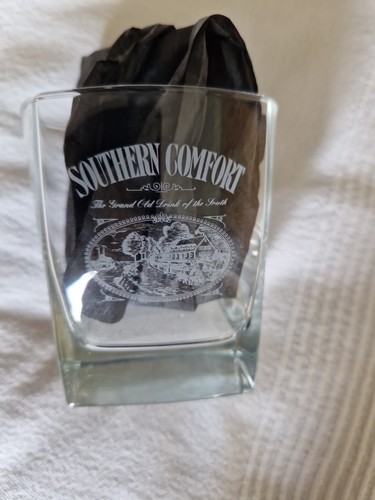 SOUTHERN COMFORT
The Grand Old Drink of the South